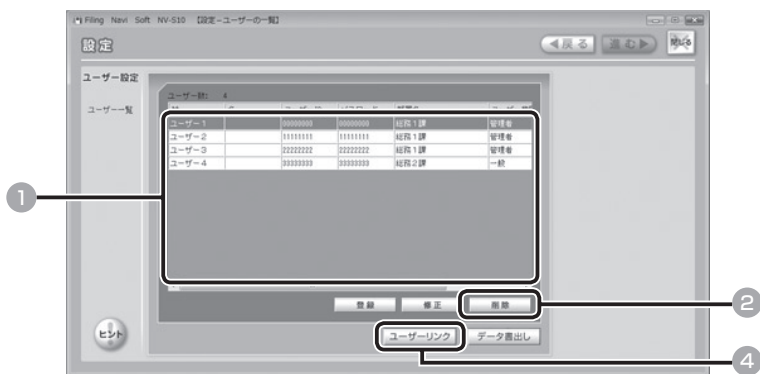 Filing Navi Soft NV-S10 【設定-ユーザーの一覧】
設定
戻る 進む 閉じる
ユーザー設定
ユーザー一覧
ユーザー数: 4
ユーザー1 00000000 00000000 総務1課 管理者
ユーザー2 11111111 11111111 総務1課 管理者
ユーザー3 22222222 22222222 総務1課 管理者
ユーザー4 33333333 33333333 総務2課 一般
1
登録 修正 削除
2
ヒント
ユーザーリンク データ書出し
4